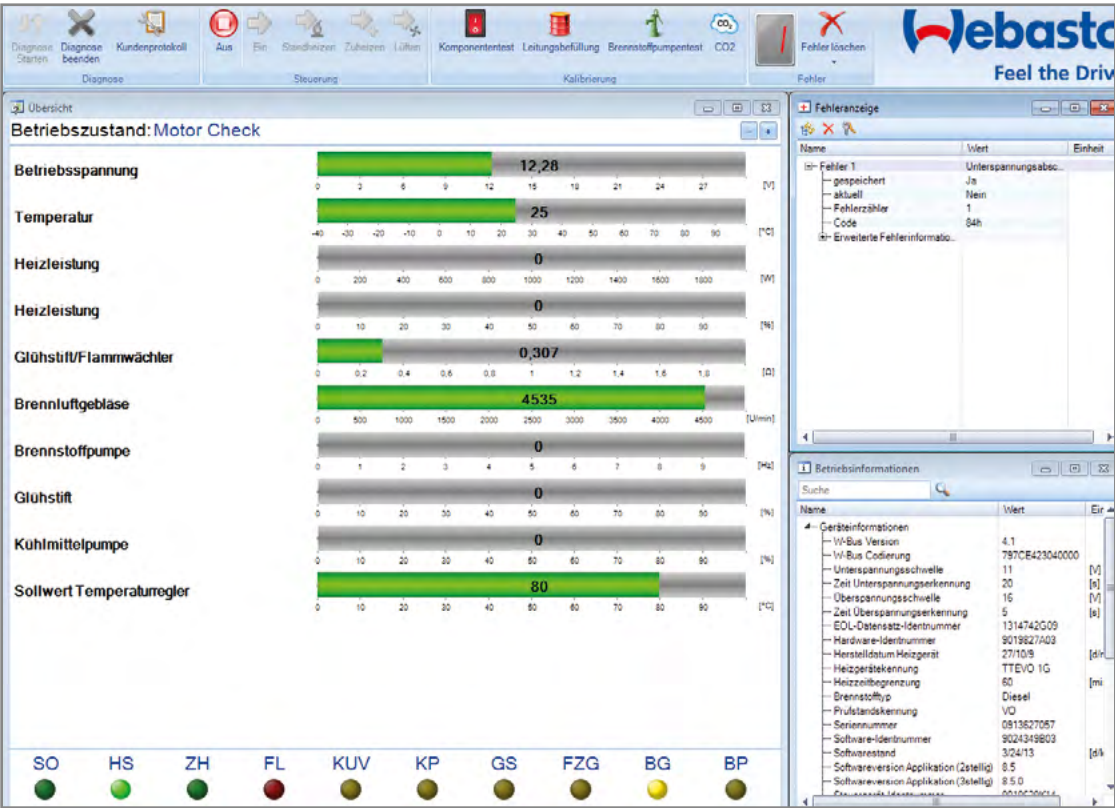 Webasto
Feel the Driv
Diagnose Starten
Diagnose beenden
Kundenprotokoll
Aus
Ein
Standheizen
Zuheizen
Lüften
Komponententest
Leitungsbefüllung
Brennstoffpumpentest
CO2
Fehler löschen
Diagnose
Steuerung
Kalibrierung
Fehler
Übersicht
Betriebszustand: Motor Check
Betriebsspannung 12,28
0 3 6 9 12 15 18 21 24 27 [V]
Temperatur 25
-40 -30 -20 -10 0 10 20 30 40 50 60 70 80 90 [°C]
Heizleistung 0
0 200 400 600 800 1000 1200 1400 1600 1800 [W]
Heizleistung 0
0 10 20 30 40 50 60 70 80 90 [%]
Glühstift/Flammwächter 0,307
0 0,2 0,4 0,6 0,8 1 1,2 1,4 1,6 1,8 [Ω]
Brennluftgebläse 4535
0 500 1000 1500 2000 2500 3000 3500 4000 4500 [U/min]
Brennstoffpumpe 0
0 1 2 3 4 5 6 7 8 9 [Hz]
Glühstift 0
0 10 20 30 40 50 60 70 80 90 [%]
Kühlmittelpumpe 0
0 10 20 30 40 50 60 70 80 90 [%]
Sollwert Temperaturregler 80
0 10 20 30 40 50 60 70 80 90 [°C]
SO HS ZH FL KUV KP GS FZG BG BP
Fehleranzeige
Name Wert Einheit
Fehler 1 Unterspannungsabsc...
gespeichert Ja
aktuell Nein
Fehlerzähler 1
Code 84h
Erweiterte Fehlerinformatio...
Betriebsinformationen
Suche
Name Wert Ein
Geräteinformationen
W-Bus Version 4.1
W-Bus Codierung 797CE423040000
Unterspannungsschwelle 11 [V]
Zeit Unterspannungserkennung 20 [s]
Überspannungsschwelle 16 [V]
Zeit Überspannungserkennung 5 [s]
EOL-Datensatz-Identnummer 1314742G09
Hardware-Identnummer 9019827A03
Herstelldatum Heizgerät 27/10/9 [d/r
Heizgerätekennung TTEVO 1G
Heizzeitbegrenzung 60 [mi
Brennstofftyp Diesel
Prüfstandskennung VO
Seriennummer 0913627057
Software-Identnummer 9024349B03
Softwarestand 3/24/13 [d/k
Softwareversion Applikation (2stellig) 8.5
Softwareversion Applikation (3stellig) 8.5.0